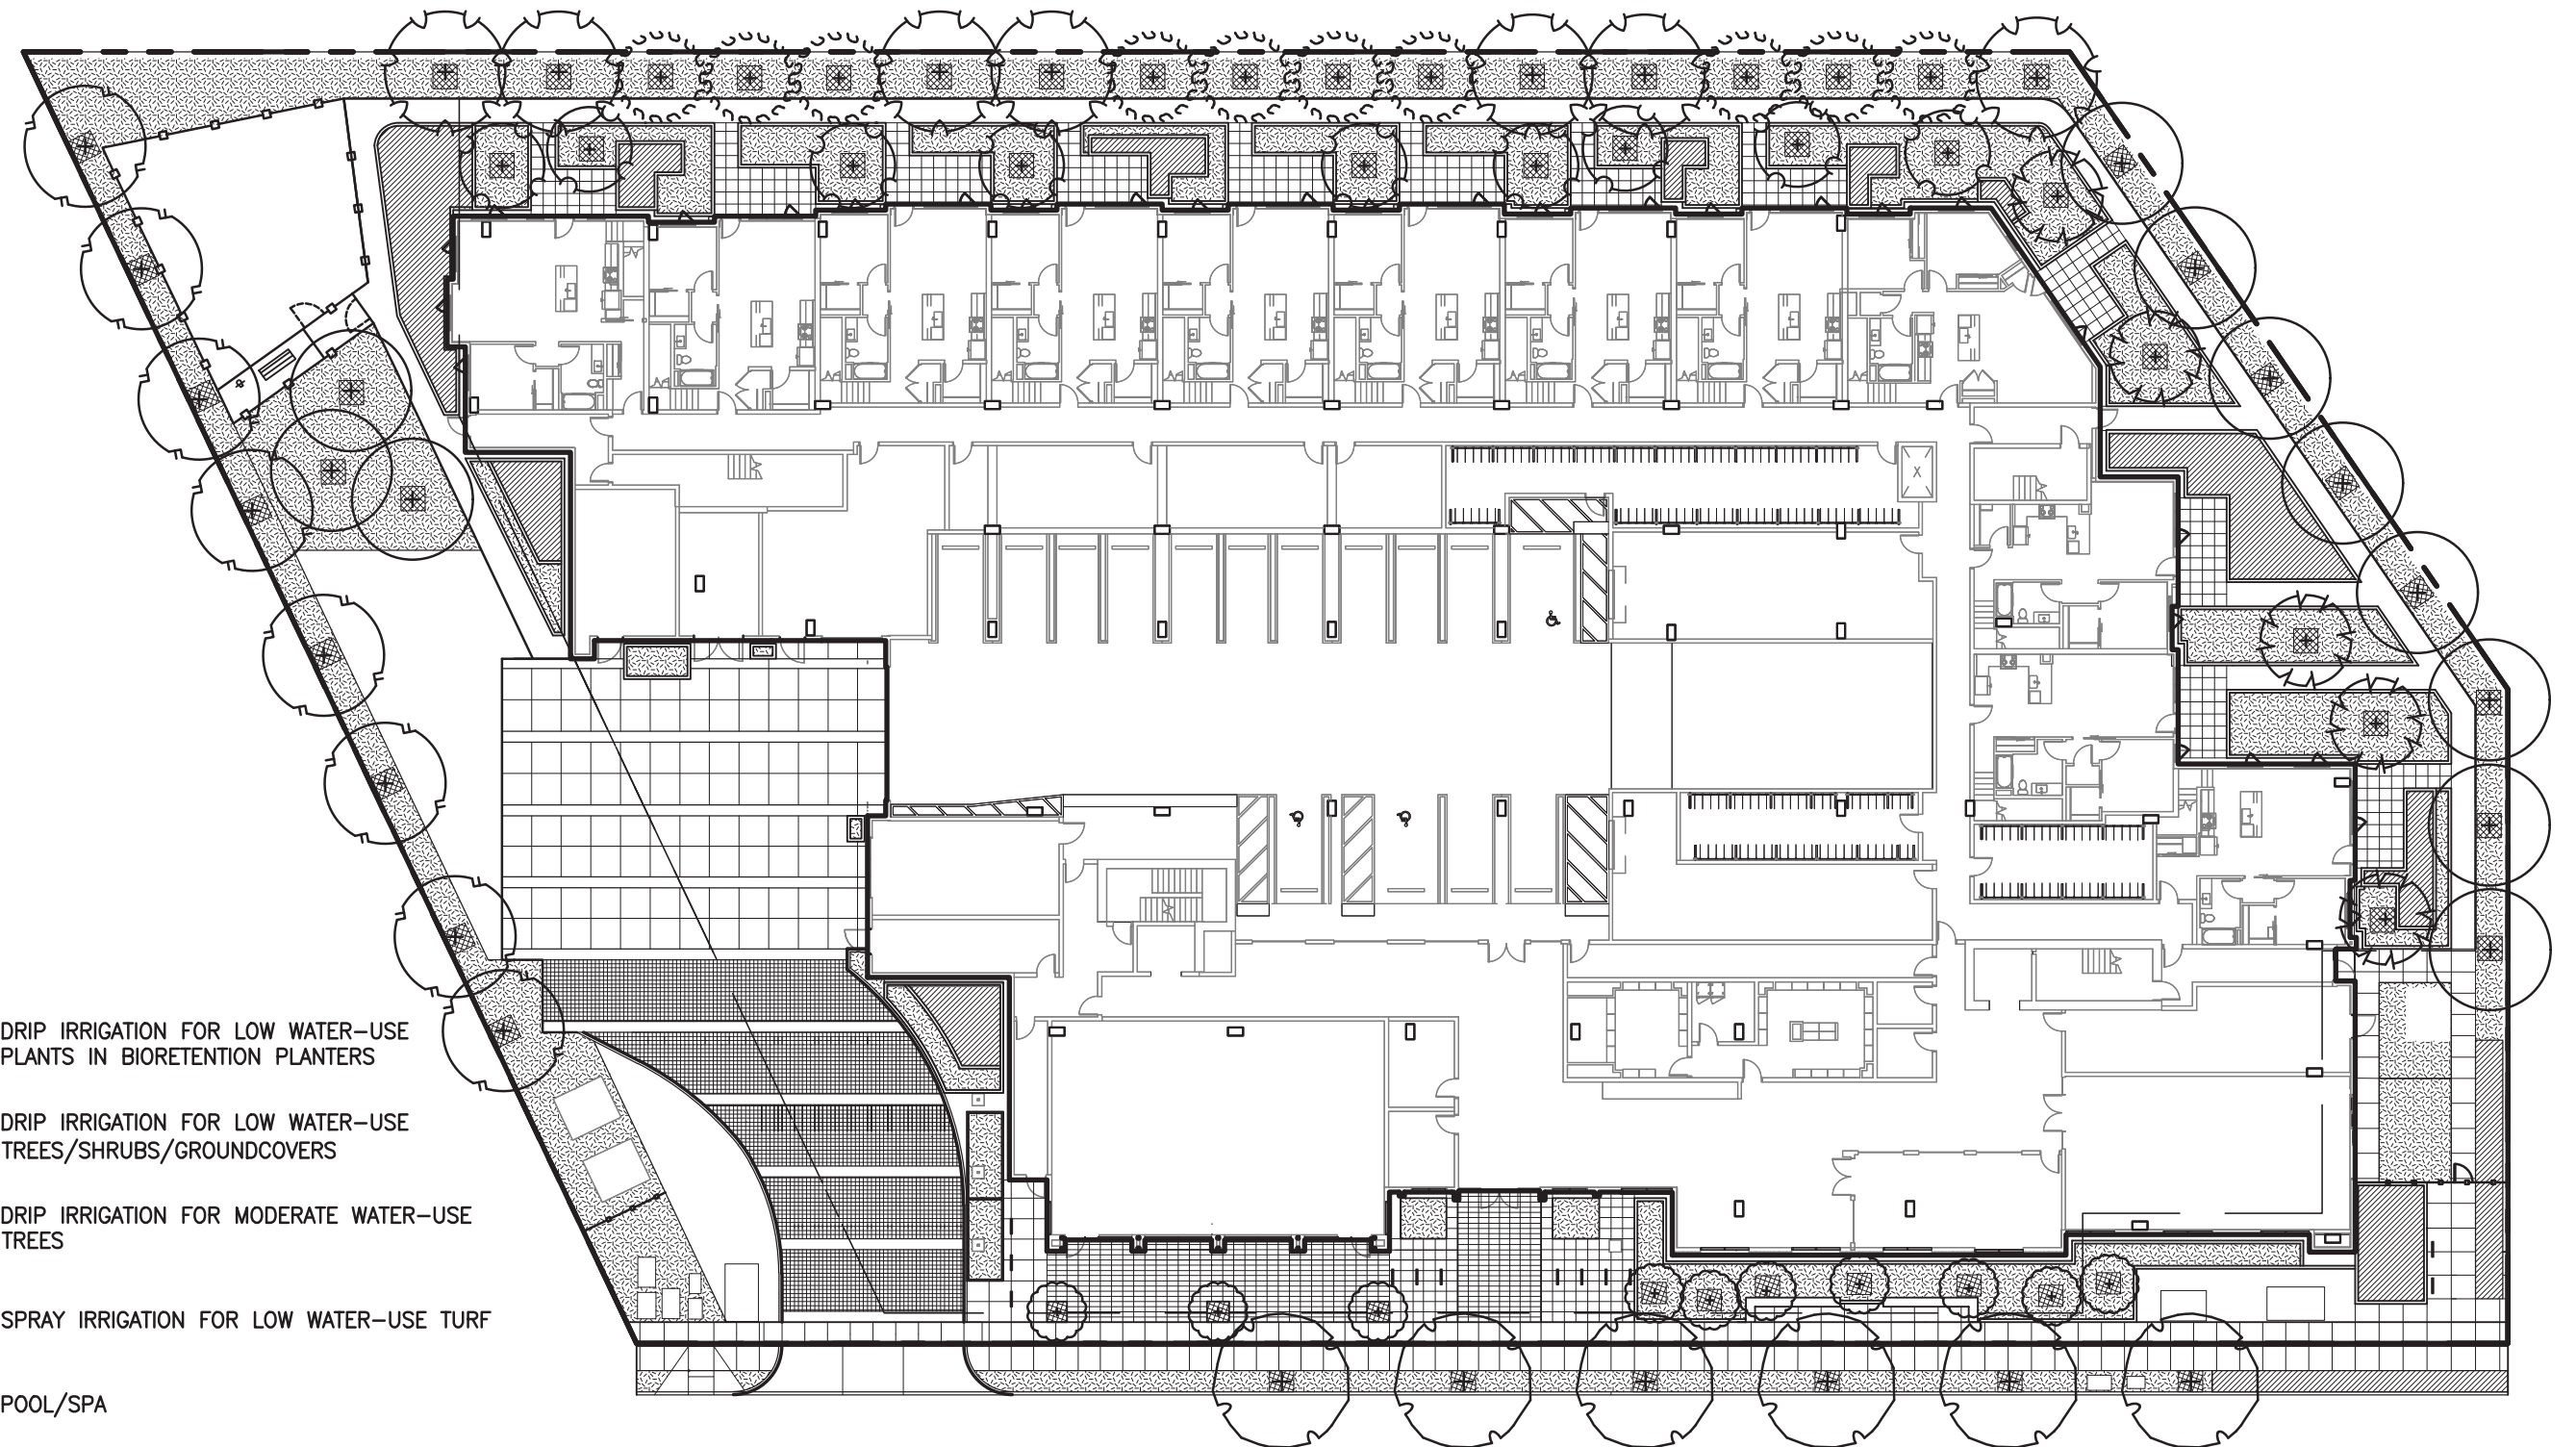 DRIP IRRIGATION FOR LOW WATER-USE
PLANTS IN BIORETENTION PLANTERS
DRIP IRRIGATION FOR LOW WATER-USE
TREES/SHRUBS/GROUNDCOVERS
DRIP IRRIGATION FOR MODERATE WATER-USE
TREES
SPRAY IRRIGATION FOR LOW WATER-USE TURF
POOL/SPA